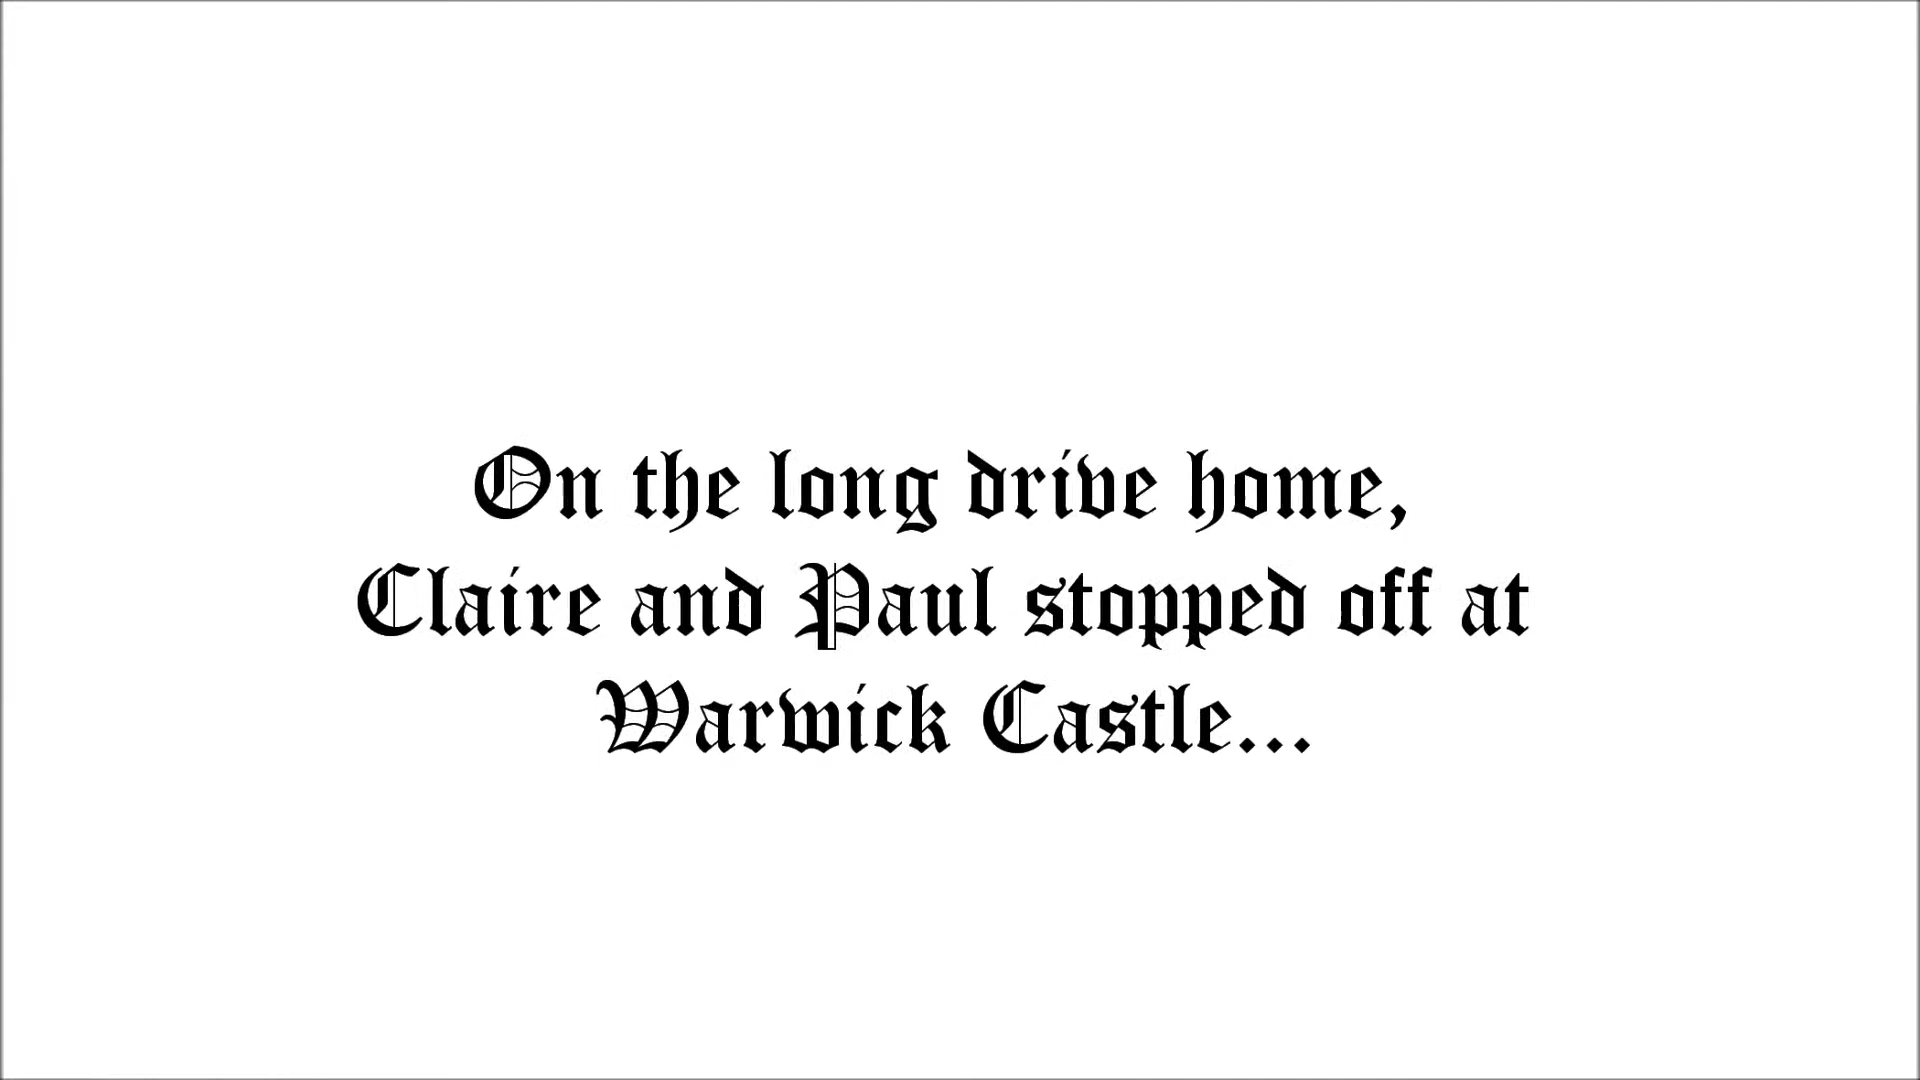 On the long drive home,
Claire and Paul stopped off at
Warwick Castle...